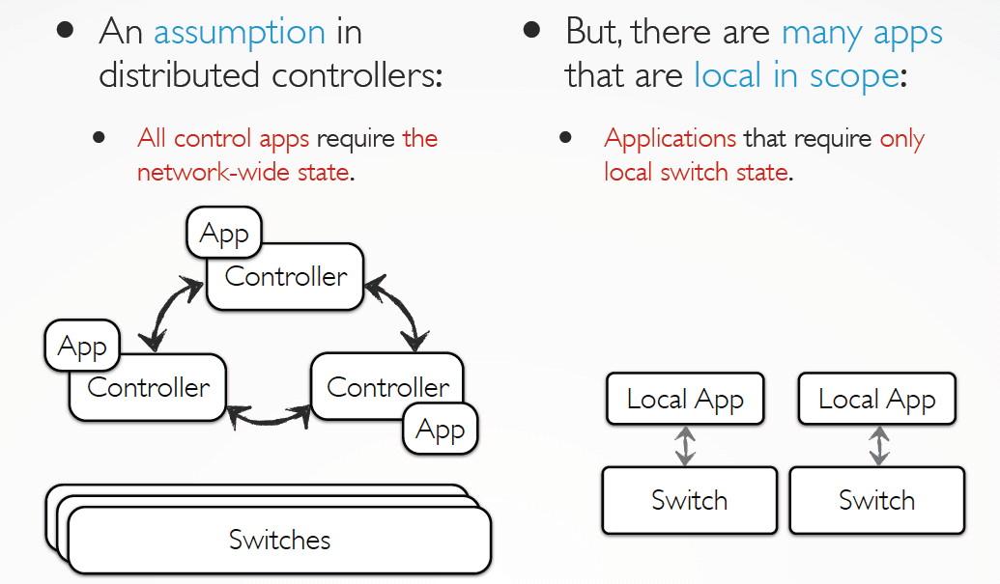 An assumption in
distributed controllers:
All control apps require the
network-wide state.
App
Controller
App
Controller
Controller
App
Switches
But, there are many apps
that are local in scope:
Applications that require only
local switch state.
Local App
Local App
Switch
Switch